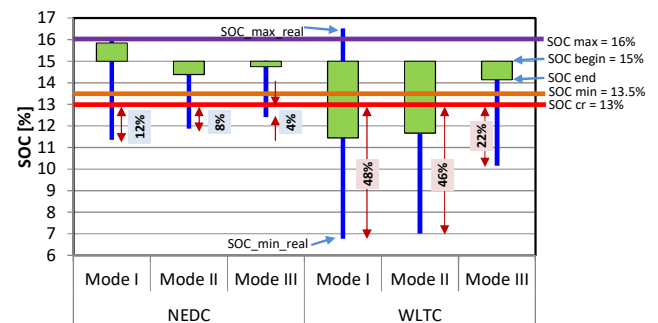 17
16
15
14
13
12
11
10
9
8
7
6
SOC [%]
SOC_max_real
SOC max = 16%
SOC begin = 15%
SOC end
SOC min = 13.5%
SOC cr = 13%
12%
8%
4%
48%
46%
22%
SOC_min_real
Mode I Mode II Mode III Mode I Mode II Mode III
NEDC WLTC